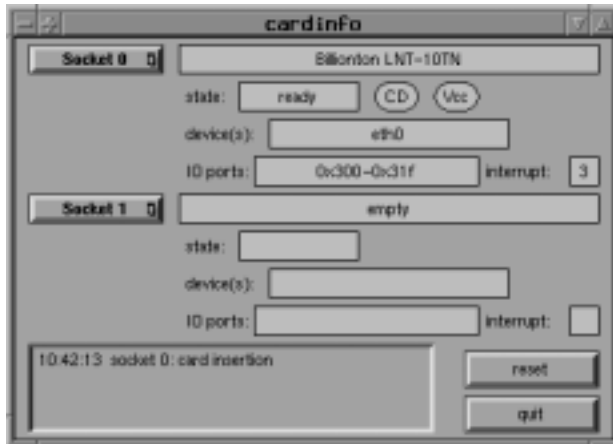 cardinfo
Socket 0 Billionton LNT-10TN
state: ready CD Vcc
device(s): eth0
IO ports: 0x300-0x31f interrupt: 3
Socket 1 empty
state:
device(s):
IO ports: interrupt:
10:42:13 socket 0: card insertion
reset
quit